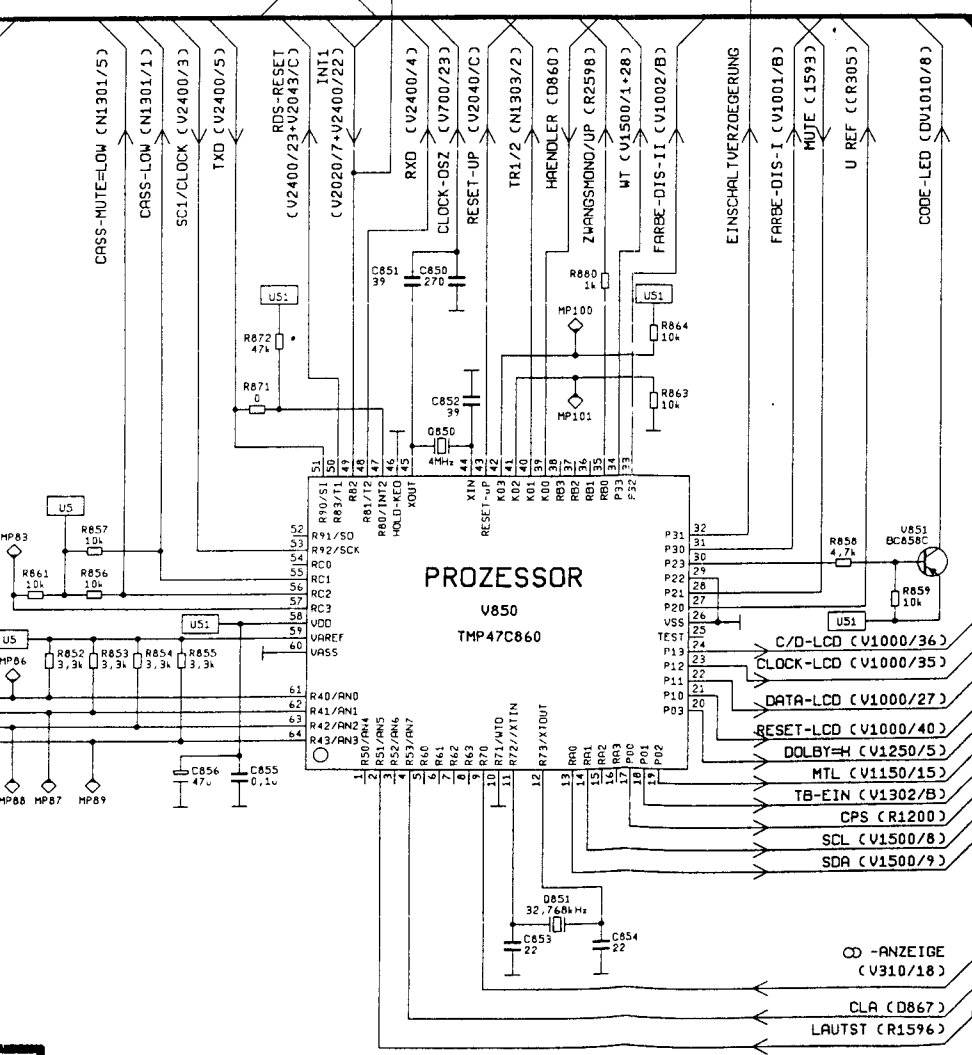 CASS-MUTE=LOW (N1301/5)
CASS-LOW (N1301/1)
SC1/CLOCK (V2400/3)
TXD (V2400/5)
RDS-RESET
(V2400/23+V2043/C)
INT1
(V2020/7+V2400/22)
RXD (V2400/4)
CLOCK-OSZ (V700/23)
RESET-UP (V2040/C)
TR1/2 (N1303/2)
HAENDLER (D860)
ZWANGSMONO/UP (R2598)
WT (V1500/1+28)
FARBE-DIS-II (V1002/B)
EINSCHALTVERZOEGERUNG
FARBE-DIS-I (V1001/B)
MUTE (1593)
U REF ((R305)
CODE-LED (DV1010/8)
C851
39
C850
270
R880
1k
U51
U51
MP100
R864
10k
R872
47k
R871
0
C852
39
MP101
R863
10k
Q850
4MHz
51
50
49
48
47
46
45
44
43
42
41
40
39
38
37
36
35
34
33
R90/SI
R83/T1
R82
R81/T2
R80/INT2
HOLD-KEO
XOUT
XIN
RESET-uP
K03
K02
K01
K00
RB3
RB2
RB1
RB0
P33
P32
U5
MP83
R857
10k
R861
10k
R856
10k
U51
U5
MP86
R852
3,3k
R853
3,3k
R854
3,3k
R855
3,3k
52 R91/SO
53 R92/SCK
54 RC0
55 RC1
56 RC2
57 RC3
58 VDD
59 VAREF
60 VASS
61 R40/AN0
62 R41/AN1
63 R42/AN2
64 R43/AN3
PROZESSOR
V850
TMP47C860
P31 32
P30 31
P23 30
P22 29
P21 28
P20 27
VSS 26
TEST 25
P13 24
P12 23
P11 22
P10 21
P03 20
V851
BC858C
R858
4,7k
R859
10k
U51
C/D-LCD (V1000/36)
CLOCK-LCD (V1000/35)
DATA-LCD (V1000/27)
RESET-LCD (V1000/40)
DOLBY=H (V1250/5)
MTL (V1150/15)
TB-EIN (V1302/B)
CPS (R1200)
SCL (V1500/8)
SDA (V1500/9)
R50/AN4
R51/AN5
R52/AN6
R53/AN7
R60
R61
R62
R63
R70
R71/WTO
R72//XTIN
R73/XTOUT
RA0
RA1
RA2
RA3
P00
P01
P02
1
2
3
4
5
6
7
8
9
10
11
12
13
14
15
16
17
18
19
MP88
MP87
MP89
C856
47u
C855
0,1u
Q851
32,768kHz
C853
22
C854
22
-ANZEIGE
(V310/18)
CLA (D867)
LAUTST (R1596)